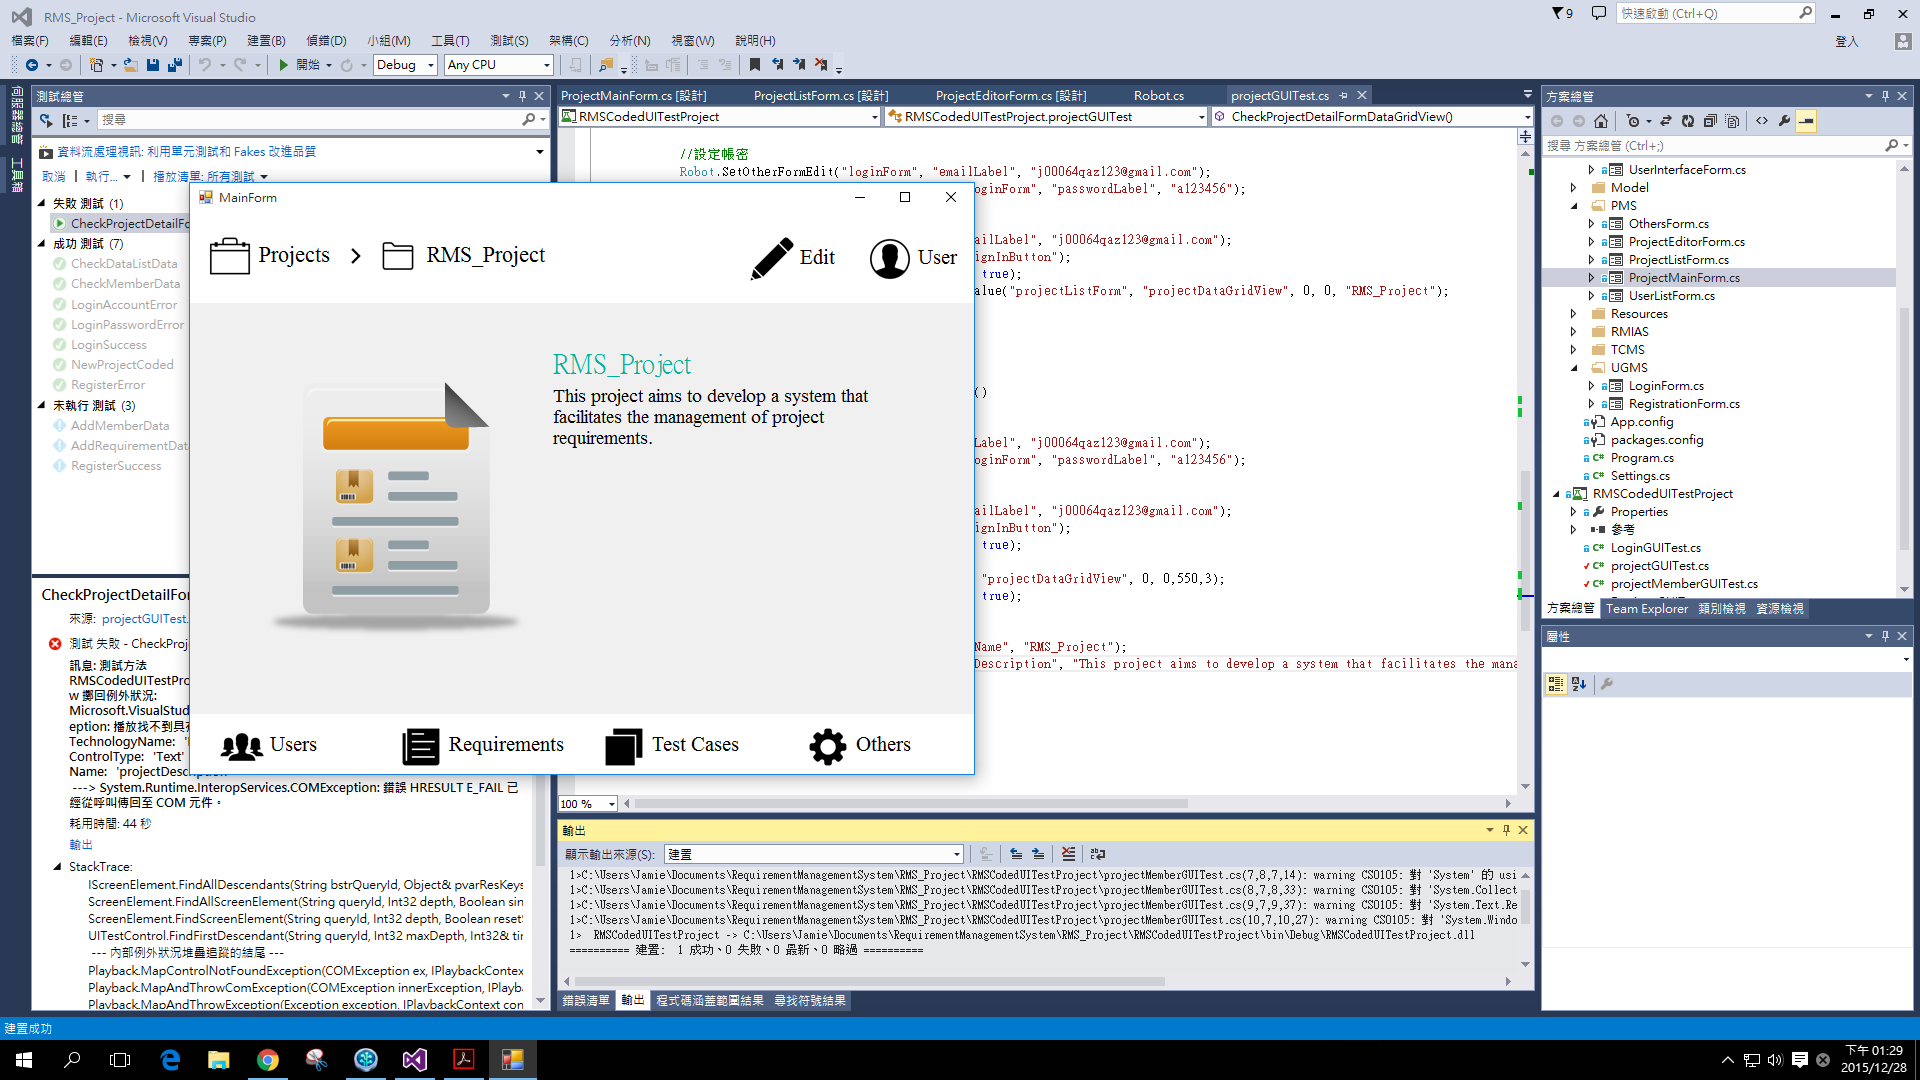 RMS_Project - Microsoft Visual Studio
9
快速啟動 (Ctrl+Q)
檔案(F) 編輯(E) 檢視(V) 專案(P) 建置(B) 偵錯(D) 小組(M) 工具(T) 測試(S) 架構(C) 分析(N) 視窗(W) 說明(H)
登入
開始 Debug Any CPU
伺服器總管
工具箱
測試總管
搜尋
資料流處理視訊: 利用單元測試和 Fakes 改進品質
取消 執行... 播放清單: 所有測試
失敗 測試 (1)
CheckProjectDetailFo
成功 測試 (7)
CheckDataListData
CheckMemberData
LoginAccountError
LoginPasswordError
LoginSuccess
NewProjectCoded
RegisterError
未執行 測試 (3)
AddMemberData
AddRequirementDat
RegisterSuccess
CheckProjectDetailFor
來源: projectGUITest.
測試 失敗 - CheckProj
訊息: 測試方法
RMSCodedUITestPro
w 擲回例外狀況:
Microsoft.VisualStud
eption: 播放找不到具有
TechnologyName:
ControlType: 'Text'
Name: 'projectDescription'
---> System.Runtime.InteropServices.COMException: 錯誤 HRESULT E_FAIL 已
經從呼叫傳回至 COM 元件。
耗用時間: 44 秒
輸出
StackTrace:
IScreenElement.FindAllDescendants(String bstrQueryId, Object& pvarResKeys
ScreenElement.FindAllScreenElement(String queryId, Int32 depth, Boolean sin
ScreenElement.FindScreenElement(String queryId, Int32 depth, Boolean reset
UITestControl.FindFirstDescendant(String queryId, Int32 maxDepth, Int32& tir
--- 內部例外狀況堆疊追蹤的結尾 ---
Playback.MapControlNotFoundException(COMException ex, IPlaybackContex
Playback.MapAndThrowComException(COMException innerException, IPlayba
Playback.MapAndThrowException(Exception exception, IPlaybackContext con
MainForm
Projects RMS_Project Edit User
RMS_Project
This project aims to develop a system that
facilitates the management of project
requirements.
Users Requirements Test Cases Others
ProjectMainForm.cs [設計] ProjectListForm.cs [設計] ProjectEditorForm.cs [設計] Robot.cs projectGUITest.cs
RMSCodedUITestProject RMSCodedUITestProject.projectGUITest CheckProjectDetailFormDataGridView()
//設定帳密
Robot.SetOtherFormEdit("loginForm", "emailLabel", "j00064qaz123@gmail.com");
oginForm", "passwordLabel", "a123456");
ailLabel", "j00064qaz123@gmail.com");
ignInButton");
true);
alue("projectListForm", "projectDataGridView", 0, 0, "RMS_Project");
()
Label", "j00064qaz123@gmail.com");
oginForm", "passwordLabel", "a123456");
ailLabel", "j00064qaz123@gmail.com");
ignInButton");
true);
"projectDataGridView", 0, 0,550,3);
true);
Name", "RMS_Project");
Description", "This project aims to develop a system that facilitates the mana
100 %
輸出
顯示輸出來源(S): 建置
1>C:\Users\Jamie\Documents\RequirementManagementSystem\RMS_Project\RMSCodedUITestProject\projectMemberGUITest.cs(7,8,7,14): warning CS0105: 對 'System' 的 usi
1>C:\Users\Jamie\Documents\RequirementManagementSystem\RMS_Project\RMSCodedUITestProject\projectMemberGUITest.cs(8,7,8,33): warning CS0105: 對 'System.Collect
1>C:\Users\Jamie\Documents\RequirementManagementSystem\RMS_Project\RMSCodedUITestProject\projectMemberGUITest.cs(9,7,9,37): warning CS0105: 對 'System.Text.Re
1>C:\Users\Jamie\Documents\RequirementManagementSystem\RMS_Project\RMSCodedUITestProject\projectMemberGUITest.cs(10,7,10,27): warning CS0105: 對 'System.Windo
1> RMSCodedUITestProject -> C:\Users\Jamie\Documents\RequirementManagementSystem\RMS_Project\RMSCodedUITestProject\bin\Debug\RMSCodedUITestProject.dll
========== 建置: 1 成功、0 失敗、0 最新、0 略過 ==========
錯誤清單 輸出 程式碼涵蓋範圍結果 尋找符號結果
方案總管
搜尋 方案總管 (Ctrl+;)
UserInterfaceForm.cs
Model
PMS
OthersForm.cs
ProjectEditorForm.cs
ProjectListForm.cs
ProjectMainForm.cs
UserListForm.cs
Resources
RMIAS
TCMS
UGMS
LoginForm.cs
RegistrationForm.cs
App.config
packages.config
Program.cs
Settings.cs
RMSCodedUITestProject
Properties
參考
LoginGUITest.cs
projectGUITest.cs
projectMemberGUITest.cs
方案總管 Team Explorer 類別檢視 資源檢視
屬性
建置成功
下午 01:29
2015/12/28